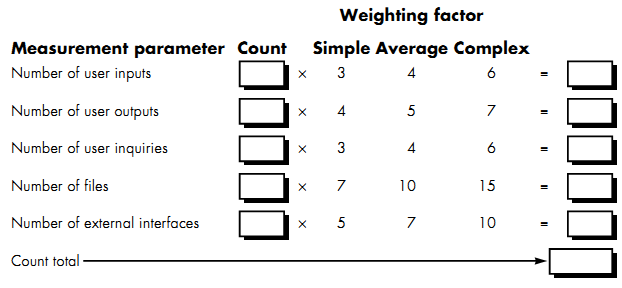 Weighting factor
Measurement parameter Count Simple Average Complex
Number of user inputs × 3 4 6 =
Number of user outputs × 4 5 7 =
Number of user inquiries × 3 4 6 =
Number of files × 7 10 15 =
Number of external interfaces × 5 7 10 =
Count total